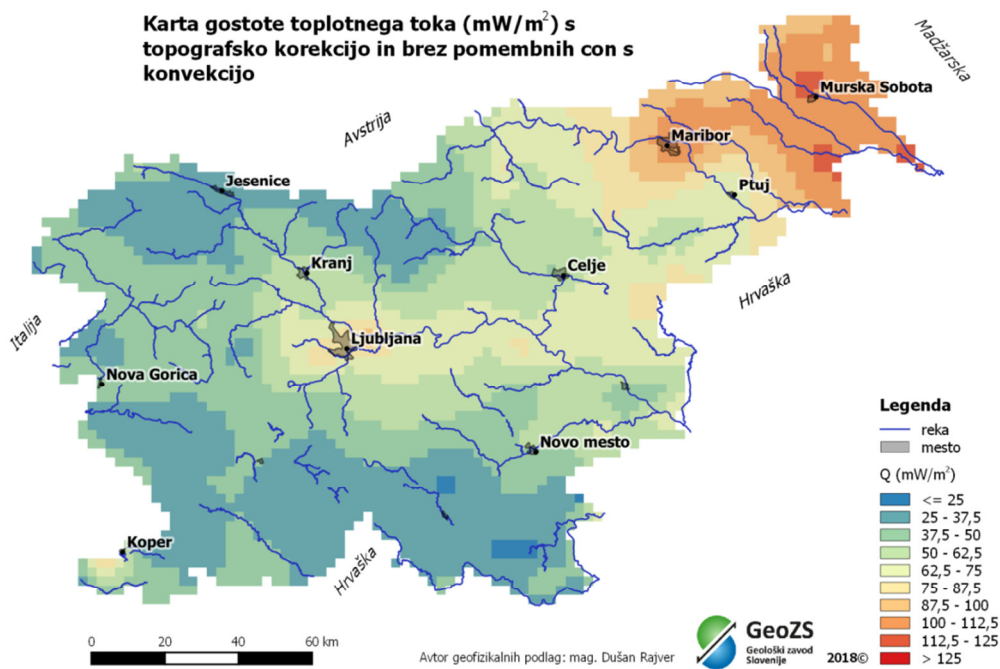 Karta gostote toplotnega toka (mW/m²) s
topografsko korekcijo in brez pomembnih con s
konvekcijo
Madžarska
Murska Sobota
Avstrija
Maribor
Ptuj
Jesenice
Kranj
Celje
Hrvaška
Italija
Ljubljana
Nova Gorica
Novo mesto
Koper
Hrvaška
Legenda
reka
mesto
Q (mW/m²)
<= 25
25 - 37,5
37,5 - 50
50 - 62,5
62,5 - 75
75 - 87,5
87,5 - 100
100 - 112,5
112,5 - 125
> 125
0 20 40 60 km
Avtor geofizikalnih podlag: mag. Dušan Rajver
GeoZS
Geološki zavod
Slovenije
2018©